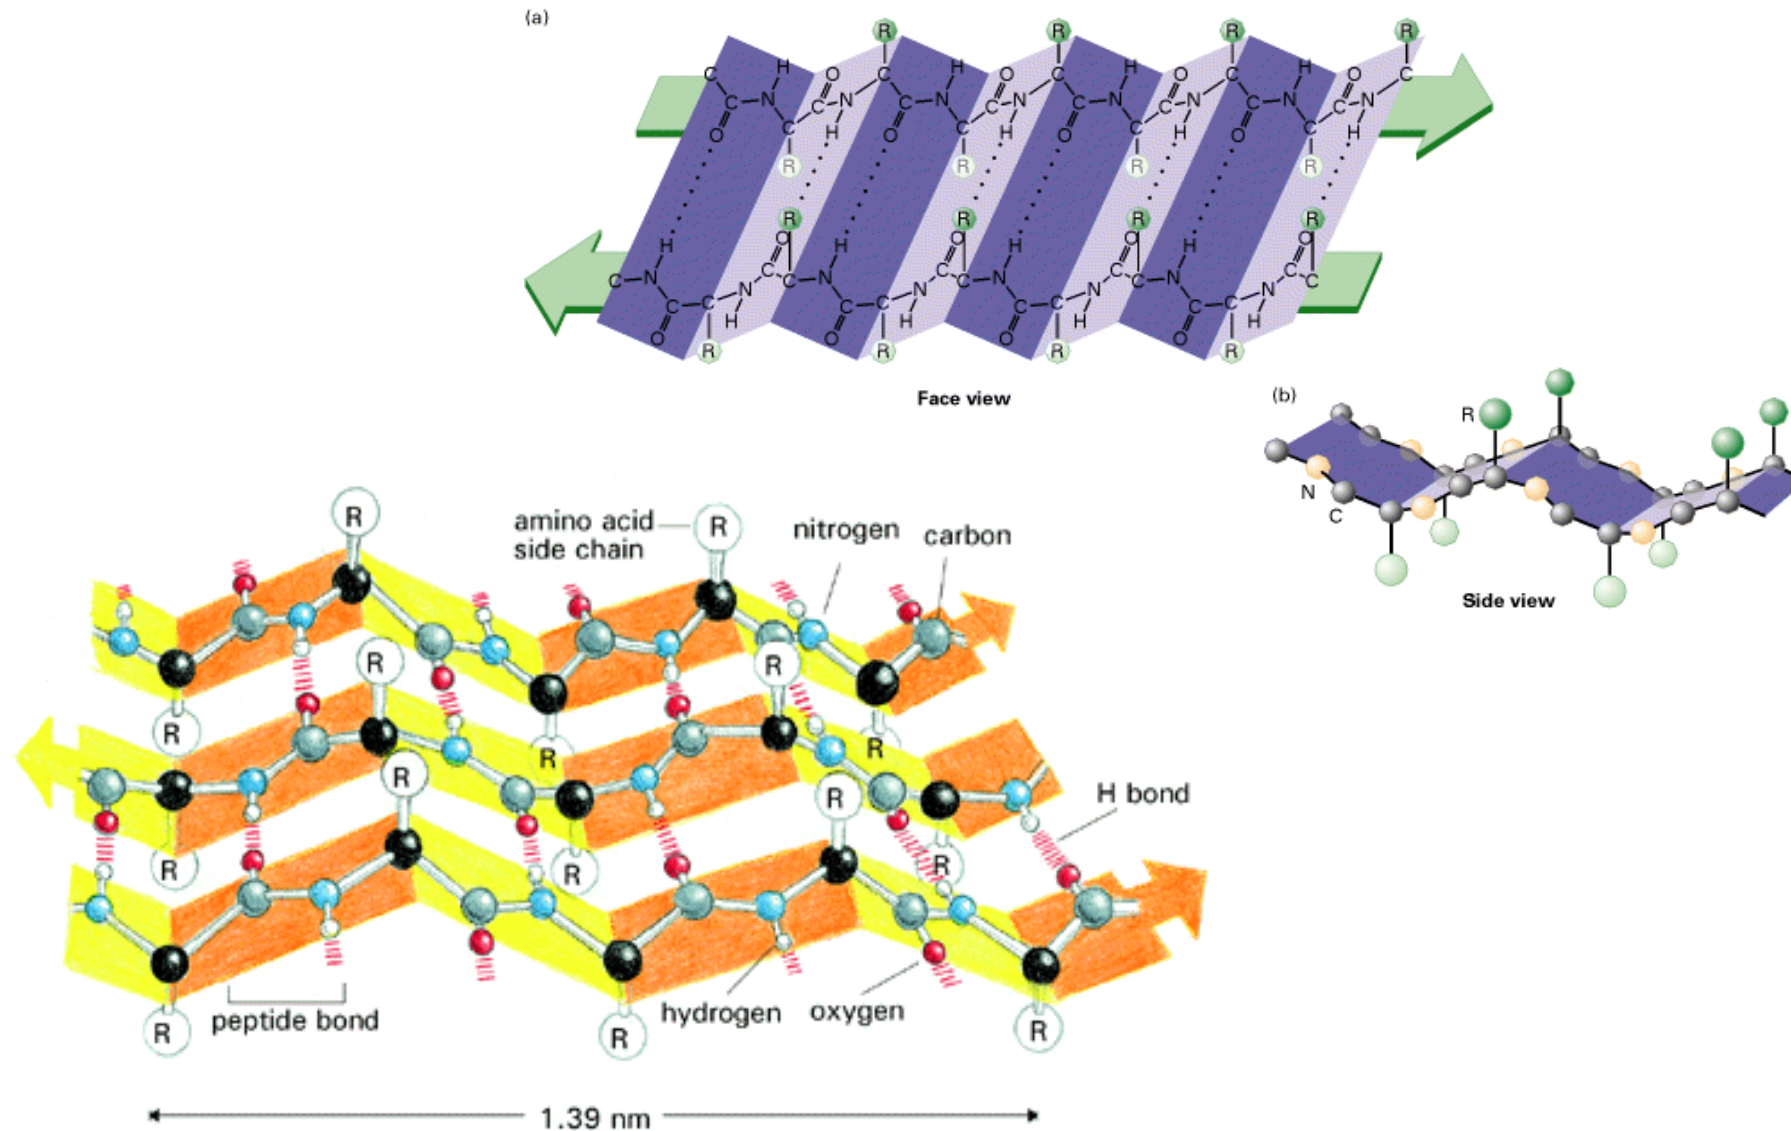 (a)
R R R R
C H O C H O C H O C H O C
C N C N C N C N C N C N C N C N
O C H O C H O C H O C H
R R R R
R R R R
H O H O H O H O
C N C C N C C N C C N C C
C C N C C N C C N C C N
O H O H O H O H
R R R R
Face view
(b)
R
N
C
Side view
R
amino acid
side chain
R
nitrogen
carbon
R
R
R
R
R
R
R
R
H bond
R
R
R
peptide bond
hydrogen
oxygen
R
R
R
1.39 nm